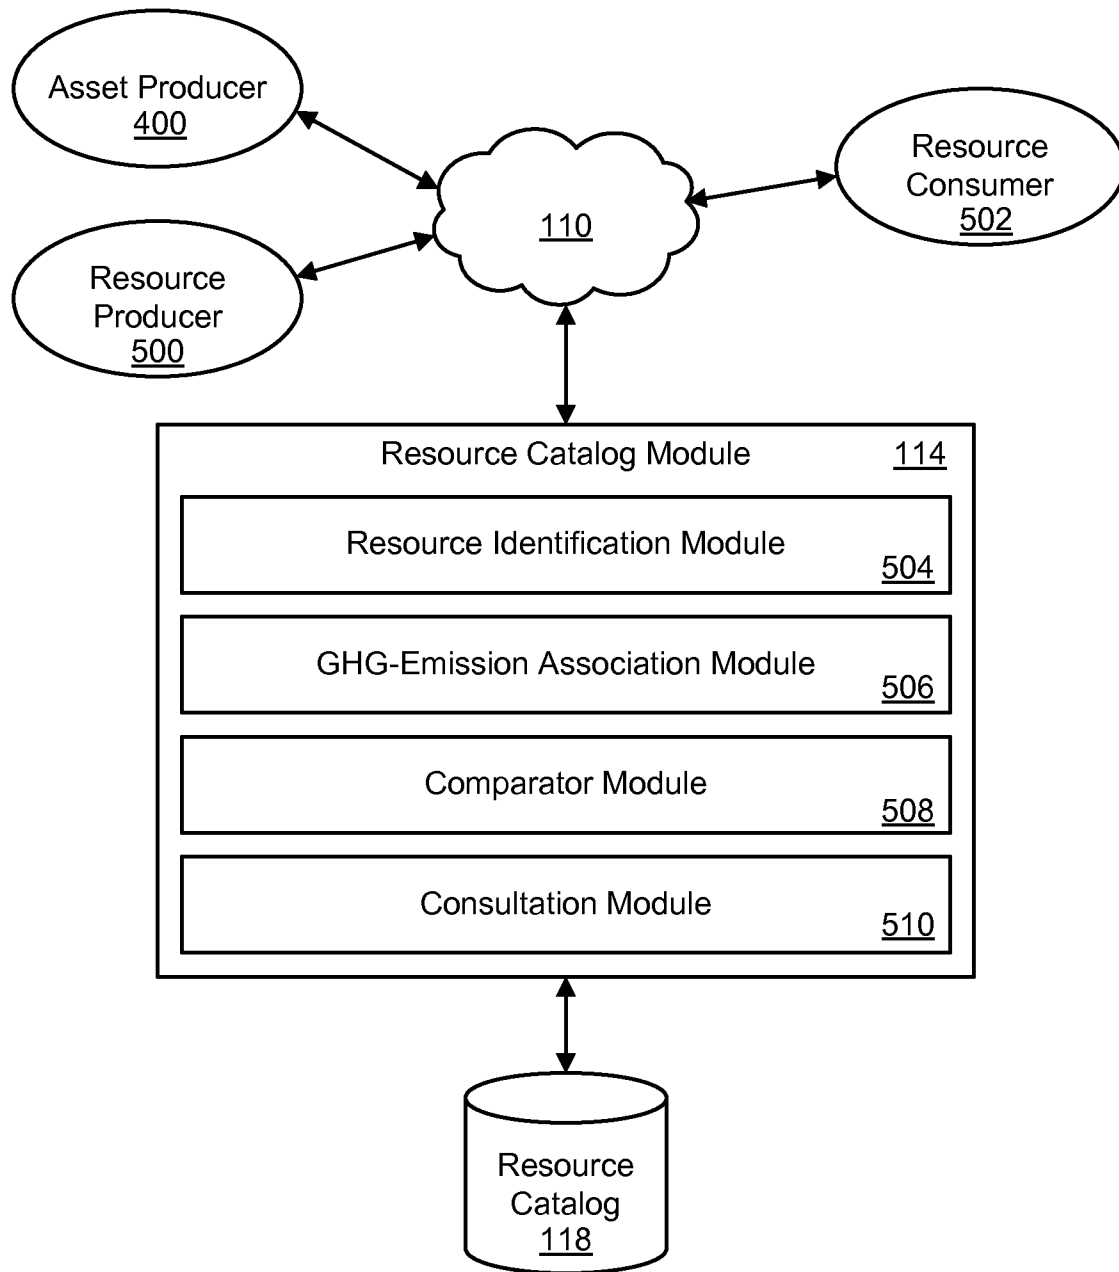 Asset Producer
400
Resource
Producer
500
110
Resource
Consumer
502
Resource Catalog Module 114
Resource Identification Module
504
GHG-Emission Association Module
506
Comparator Module
508
Consultation Module
510
Resource
Catalog
118